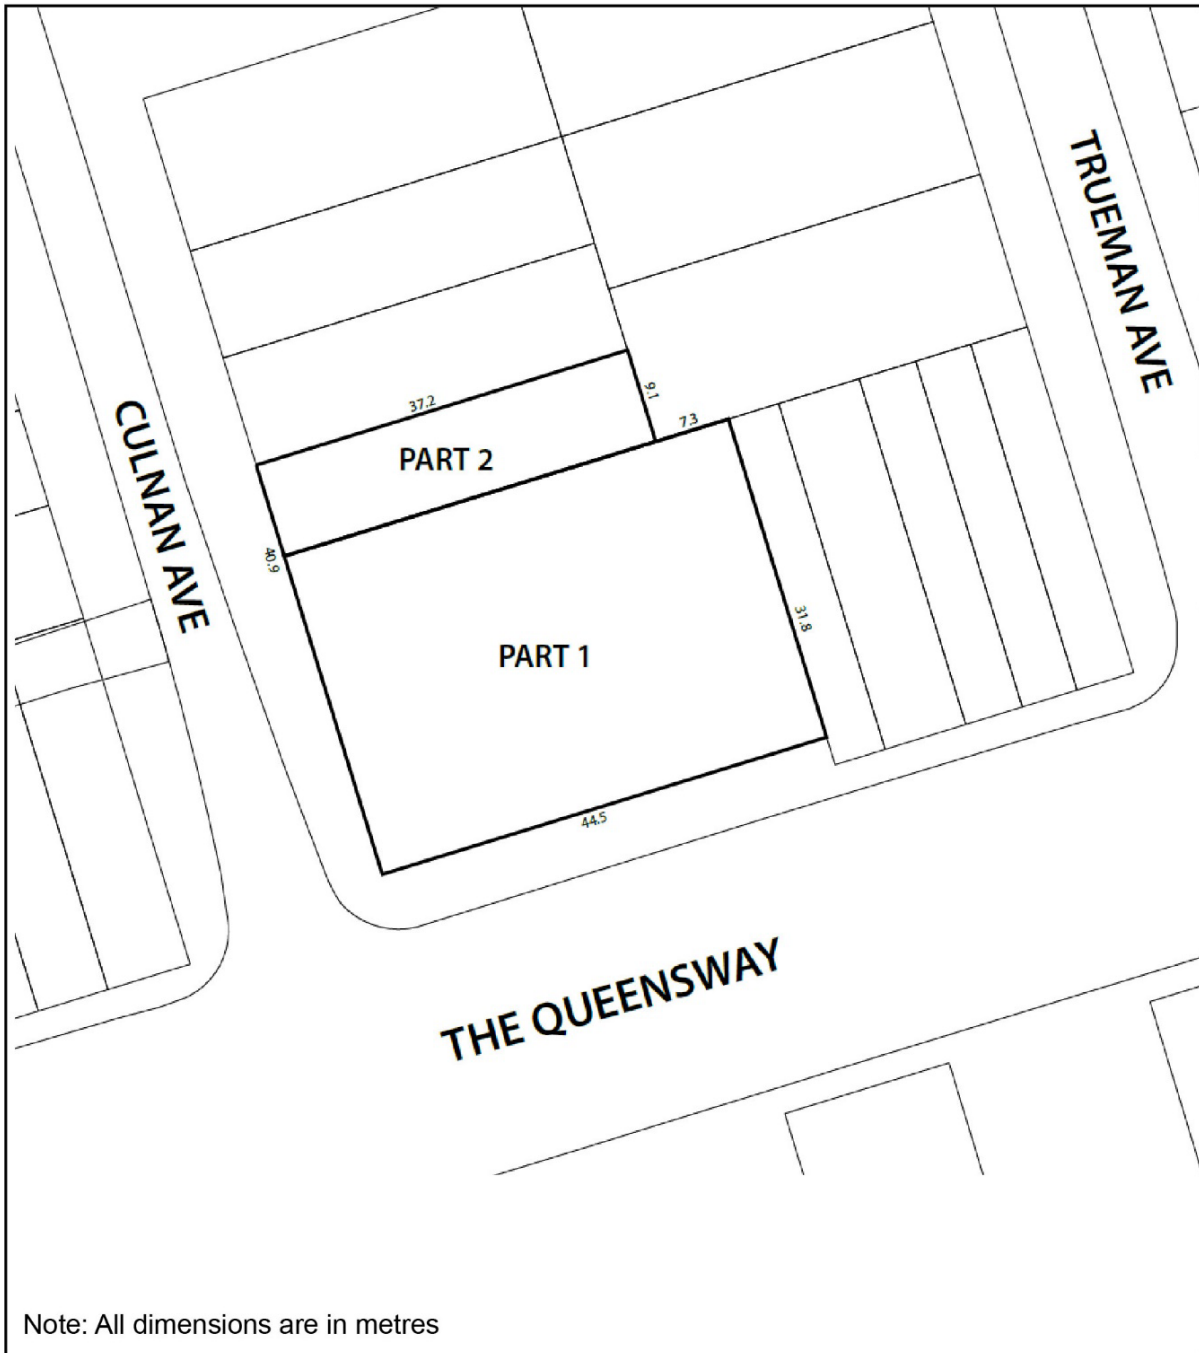 TRUEMAN AVE
CULNAN AVE
37.2
9.1
7.3
PART 2
40.9
31.8
PART 1
44.5
THE QUEENSWAY
Note: All dimensions are in metres